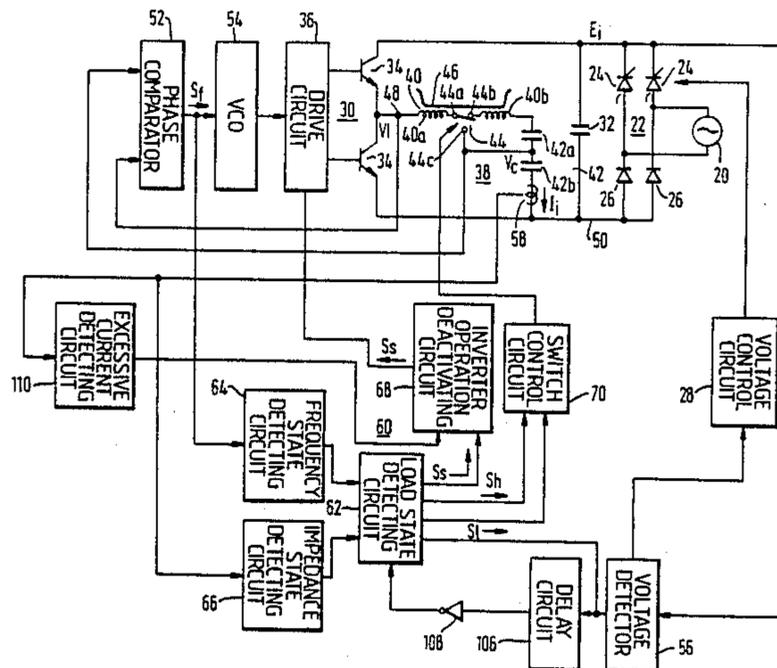 52
54
36
PHASE COMPARATOR
Sf
VCO
DRIVE CIRCUIT
34
34
30
48
VI
40
46
44a
44b
40b
40a
44
44c
38
42a
Vc
42b
Ii
58
Ei
32
42
24
24
22
20
26
26
50
EXCESSIVE CURRENT DETECTING CIRCUIT
110
Ss
INVERTER OPERATION DEACTIVATING CIRCUIT
68
60
SWITCH CONTROL CIRCUIT
70
VOLTAGE CONTROL CIRCUIT
28
64
FREQUENCY STATE DETECTING CIRCUIT
62
LOAD STATE DETECTING CIRCUIT
Ss
Sh
Sl
IMPEDANCE STATE DETECTING CIRCUIT
66
108
DELAY CIRCUIT
106
VOLTAGE DETECTOR
56